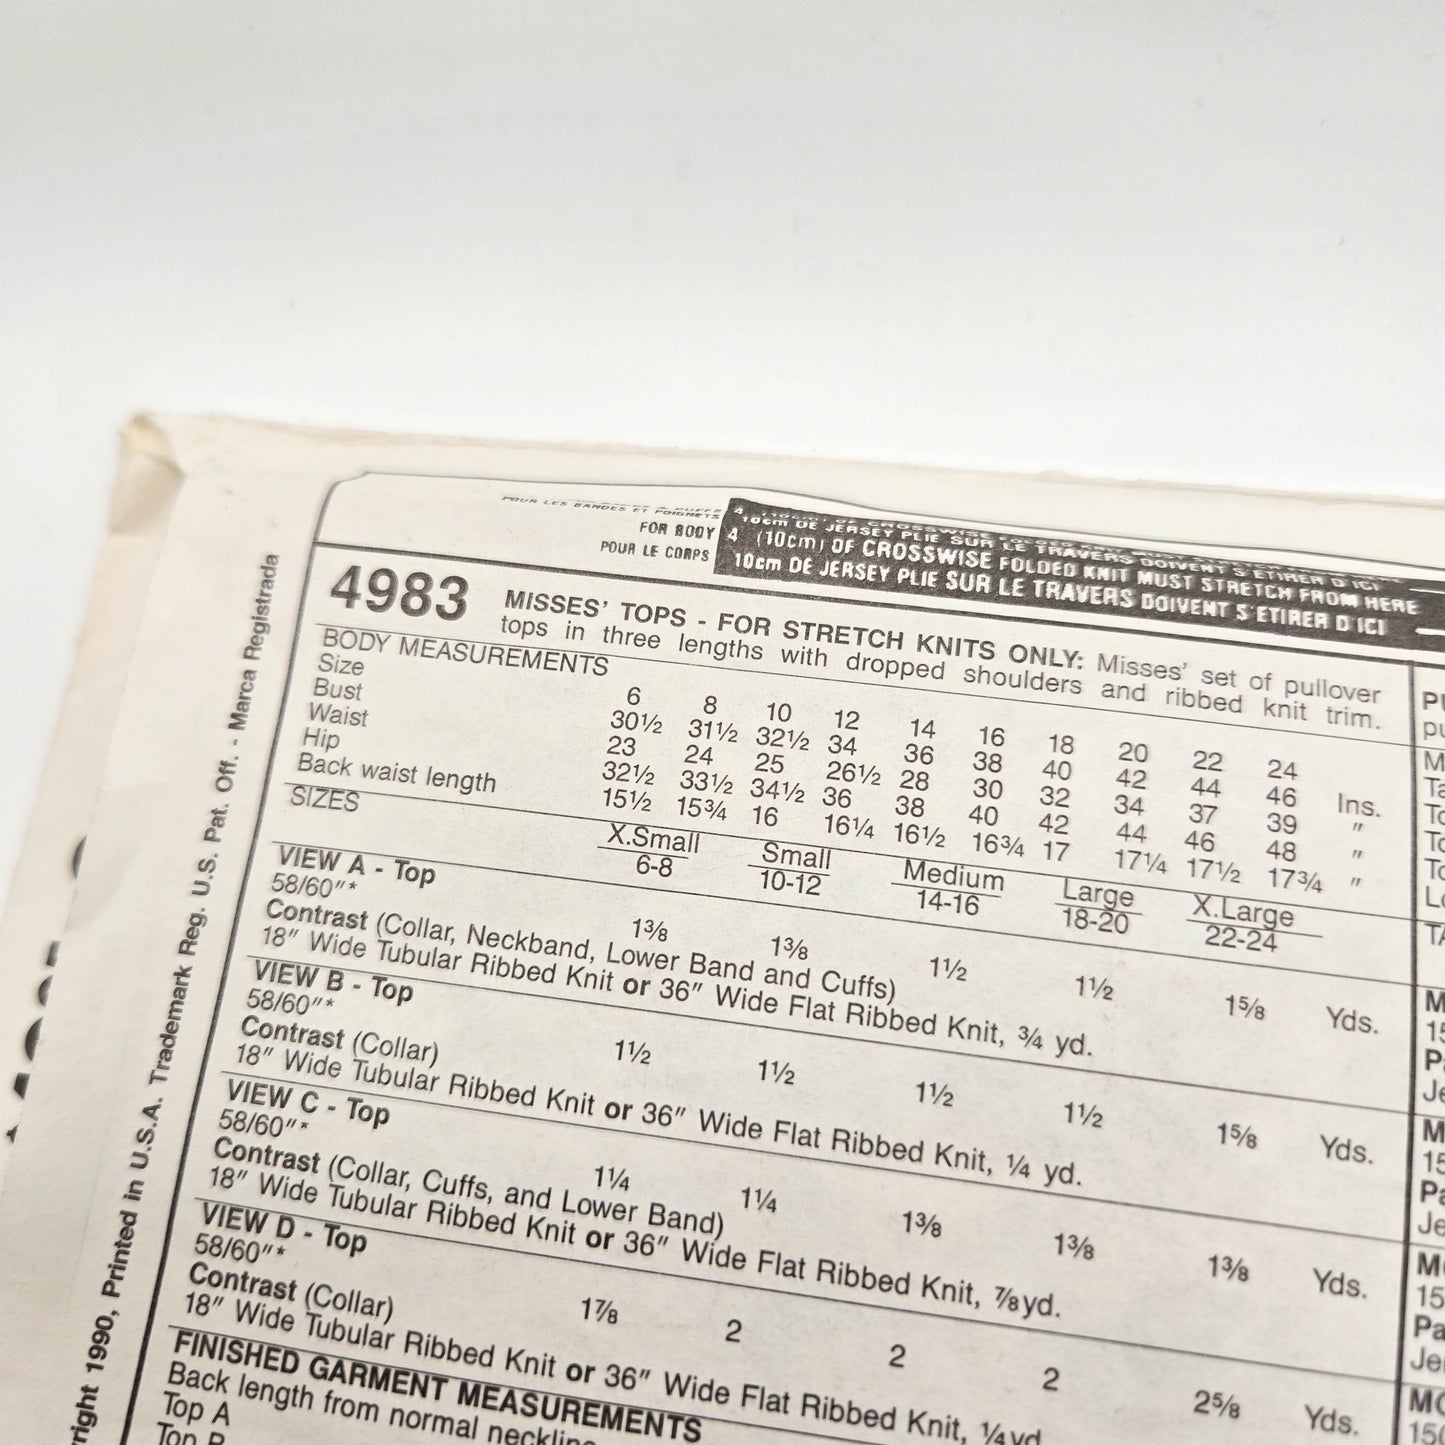 POUR LES BANDES ET POIGNETS
FOR BODY 4 (10cm) OF CROSSWISE FOLDED KNIT MUST STRETCH FROM HERE
POUR LE CORPS 10cm DE JERSEY PLIE SUR LE TRAVERS DOIVENT S'ETIRER D'ICI
4983
MISSES' TOPS - FOR STRETCH KNITS ONLY: Misses' set of pullover
tops in three lengths with dropped shoulders and ribbed knit trim.
BODY MEASUREMENTS
Size 6 8 10 12 14 16 18 20 22 24
Bust 30½ 31½ 32½ 34 36 38 40 42 44 46 Ins.
Waist 23 24 25 26½ 28 30 32 34 37 39 "
Hip 32½ 33½ 34½ 36 38 40 42 44 46 48 "
Back waist length 15½ 15¾ 16 16¼ 16½ 16¾ 17 17¼ 17½ 17¾ "
SIZES X.Small Small Medium Large X.Large
6-8 10-12 14-16 18-20 22-24
VIEW A - Top
58/60"* 1⅜ 1⅜ 1½ 1½ 1⅝ Yds.
Contrast (Collar, Neckband, Lower Band and Cuffs)
18" Wide Tubular Ribbed Knit or 36" Wide Flat Ribbed Knit, ¾ yd.
VIEW B - Top
58/60"* 1½ 1½ 1½ 1½ 1⅝ Yds.
Contrast (Collar)
18" Wide Tubular Ribbed Knit or 36" Wide Flat Ribbed Knit, ¼ yd.
VIEW C - Top
58/60"* 1¼ 1¼ 1⅜ 1⅜ 1⅜ Yds.
Contrast (Collar, Cuffs, and Lower Band)
18" Wide Tubular Ribbed Knit or 36" Wide Flat Ribbed Knit, ⅞ yd.
VIEW D - Top
58/60"* 1⅞ 2 2 2 2⅝ Yds.
Contrast (Collar)
18" Wide Tubular Ribbed Knit or 36" Wide Flat Ribbed Knit, ¼ yd
FINISHED GARMENT MEASUREMENTS
Back length from normal neckline
Top A
Top B
right 1990, Printed in U.S.A. Trademark Reg. U.S. Pat. Off. - Marca Registrada